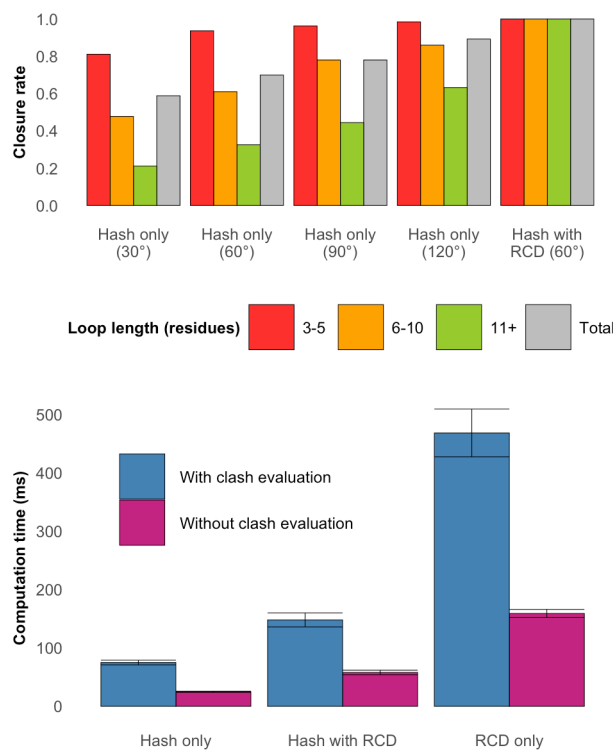 Closure rate
1.0
0.8
0.6
0.4
0.2
0.0
Hash only
(30°)
Hash only
(60°)
Hash only
(90°)
Hash only
(120°)
Hash with
RCD (60°)
Loop length (residues) 3-5 6-10 11+ Total
Computation time (ms)
500
400
300
200
100
0
With clash evaluation
Without clash evaluation
Hash only Hash with RCD RCD only